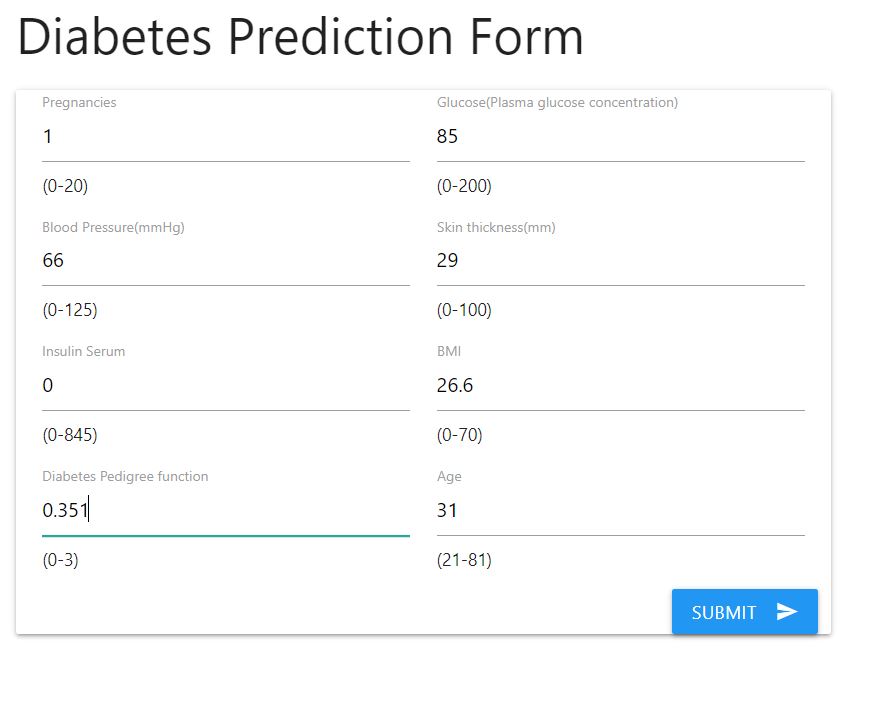 Diabetes Prediction Form
Pregnancies
Glucose(Plasma glucose concentration)
1
85
(0-20)
(0-200)
Blood Pressure(mmHg)
Skin thickness(mm)
66
29
(0-125)
(0-100)
Insulin Serum
BMI
0
26.6
(0-845)
(0-70)
Diabetes Pedigree function
Age
0.351
31
(0-3)
(21-81)
SUBMIT